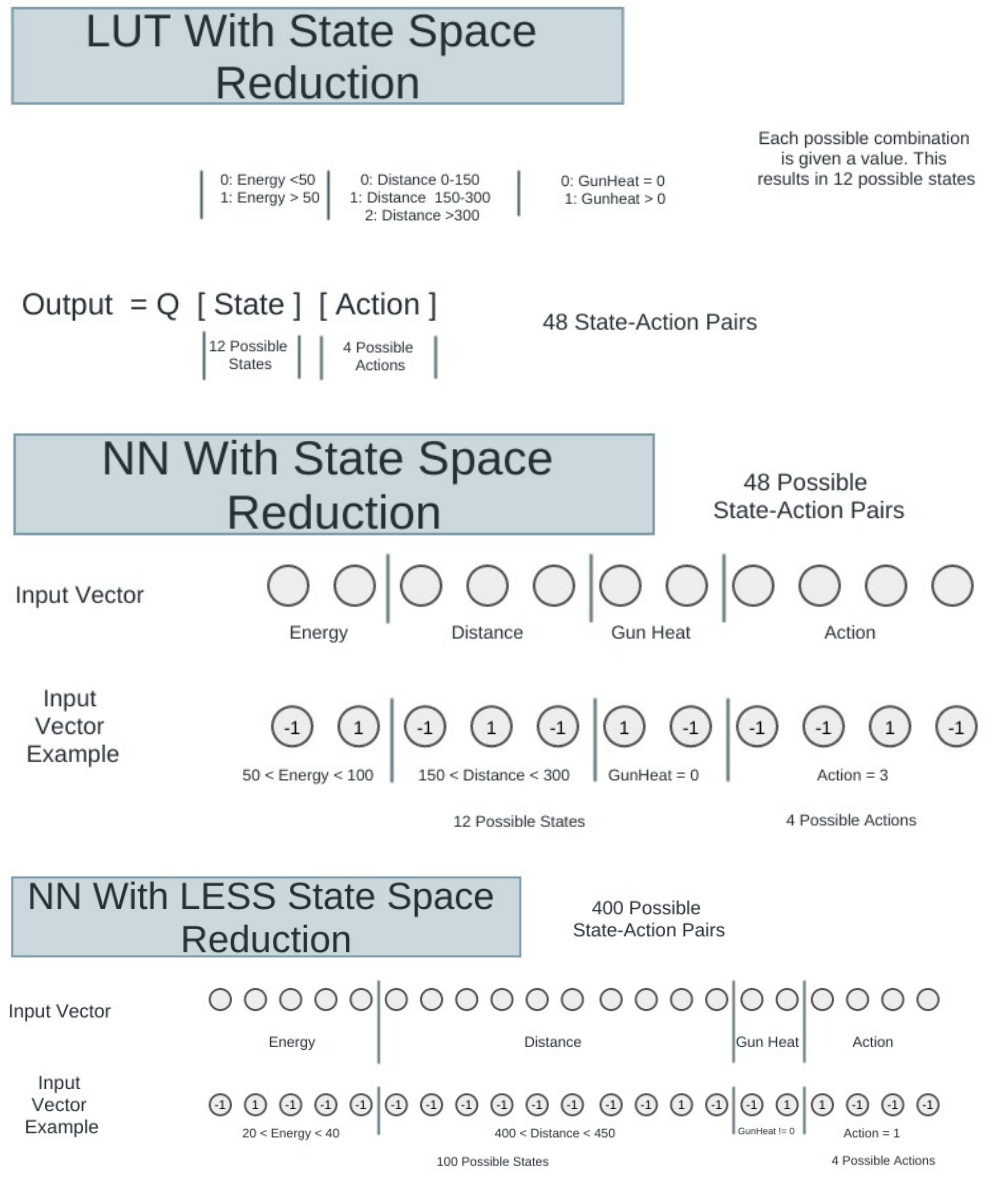 LUT With State Space
Reduction
Each possible combination
is given a value. This
results in 12 possible states
0: Energy <50
1: Energy > 50
0: Distance 0-150
1: Distance 150-300
2: Distance >300
0: GunHeat = 0
1: Gunheat > 0
Output = Q [ State ] [ Action ]
48 State-Action Pairs
12 Possible
States
4 Possible
Actions
NN With State Space
Reduction
48 Possible
State-Action Pairs
Input Vector
Energy
Distance
Gun Heat
Action
Input
Vector
Example
-1 1 -1 1 -1 1 -1 -1 -1 1 -1
50 < Energy < 100
150 < Distance < 300
GunHeat = 0
Action = 3
12 Possible States
4 Possible Actions
NN With LESS State Space
Reduction
400 Possible
State-Action Pairs
Input Vector
Energy
Distance
Gun Heat
Action
Input
Vector
Example
-1 1 -1 -1 -1 -1 -1 -1 -1 -1 -1 -1 -1 1 -1 -1 1 1 -1 -1 -1
20 < Energy < 40
400 < Distance < 450
GunHeat != 0
Action = 1
100 Possible States
4 Possible Actions